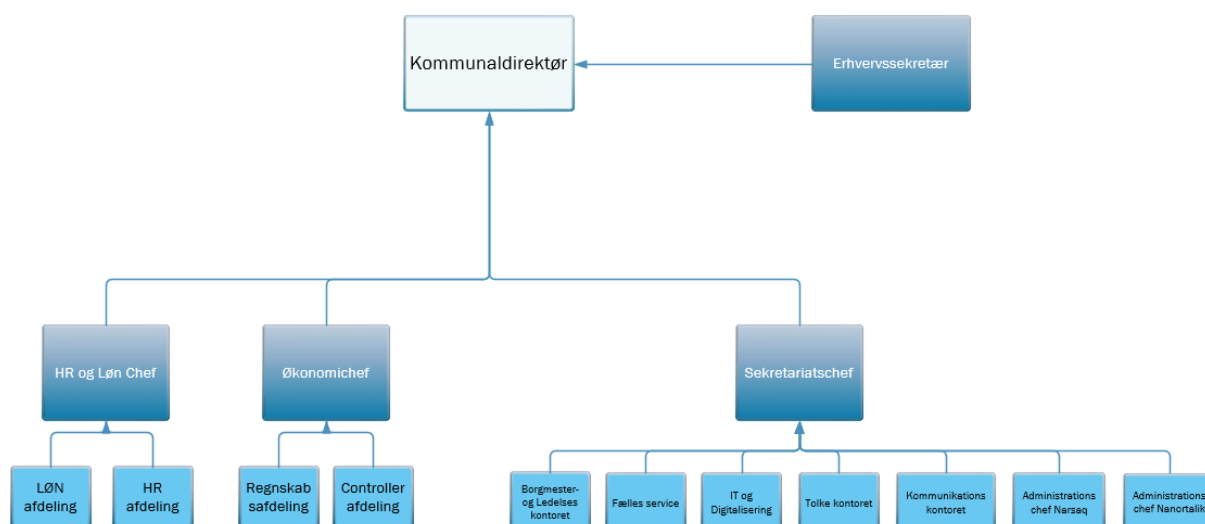 Kommunaldirektør
Erhvervssekretær
HR og Løn Chef
Økonomichef
Sekretariatschef
LØN
afdeling
HR
afdeling
Regnskab
safdeling
Controller
afdeling
Borgmester-
og Ledelses
kontoret
Fælles service
IT og
Digitalisering
Tolke kontoret
Kommunikations
kontoret
Administrations
chef Narsaq
Administrations
chef Nanortalik